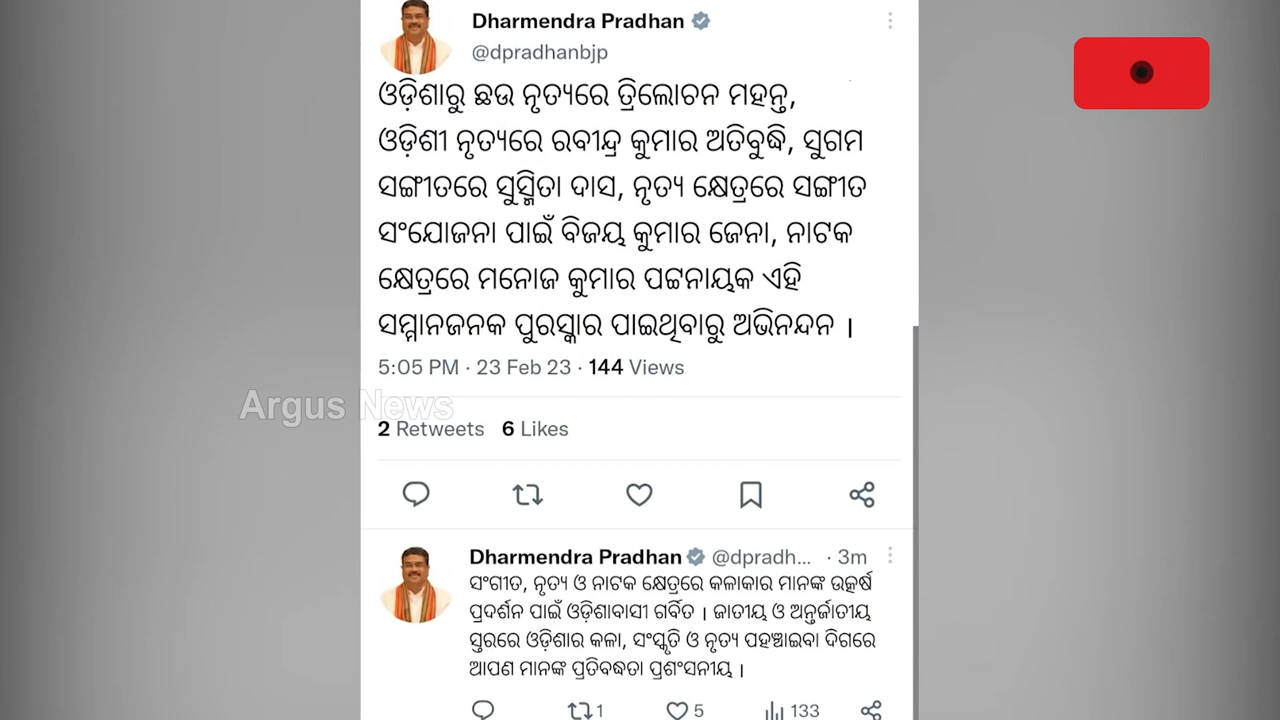 Dharmendra Pradhan
@dpradhanbjp
ଓଡ଼ିଶାରୁ ଛଉ ନୃତ୍ୟରେ ତ୍ରିଲୋଚନ ମହନ୍ତ,
ଓଡ଼ିଶୀ ନୃତ୍ୟରେ ରବୀନ୍ଦ୍ର କୁମାର ଅତିବୁଦ୍ଧି, ସୁଗମ
ସଙ୍ଗୀତରେ ସୁସ୍ମିତା ଦାସ, ନୃତ୍ୟ କ୍ଷେତ୍ରରେ ସଙ୍ଗୀତ
ସଂଯୋଜନା ପାଇଁ ବିଜୟ କୁମାର ଜେନା, ନାଟକ
କ୍ଷେତ୍ରରେ ମନୋଜ କୁମାର ପଟ୍ଟନାୟକ ଏହି
ସମ୍ମାନଜନକ ପୁରସ୍କାର ପାଇଥିବାରୁ ଅଭିନନ୍ଦନ ।
5:05 PM · 23 Feb 23 · 144 Views
Argus News
2 Retweets 6 Likes
Dharmendra Pradhan @dpradh... · 3m
ସଂଗୀତ, ନୃତ୍ୟ ଓ ନାଟକ କ୍ଷେତ୍ରରେ କଳାକାର ମାନଙ୍କ ଉତ୍କର୍ଷ
ପ୍ରଦର୍ଶନ ପାଇଁ ଓଡ଼ିଶାବାସୀ ଗର୍ବିତ । ଜାତୀୟ ଓ ଅନ୍ତର୍ଜାତୀୟ
ସ୍ତରରେ ଓଡ଼ିଶାର କଳା, ସଂସ୍କୃତି ଓ ନୃତ୍ୟ ପହଞ୍ଚାଇବା ଦିଗରେ
ଆପଣ ମାନଙ୍କ ପ୍ରତିବଦ୍ଧତା ପ୍ରଶଂସନୀୟ ।
1 5 133